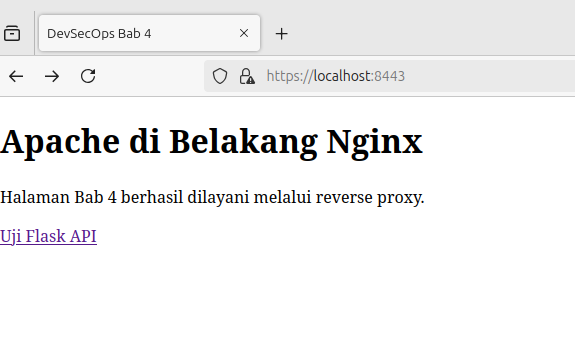 DevSecOps Bab 4
https://localhost:8443
Apache di Belakang Nginx
Halaman Bab 4 berhasil dilayani melalui reverse proxy.
Uji Flask API